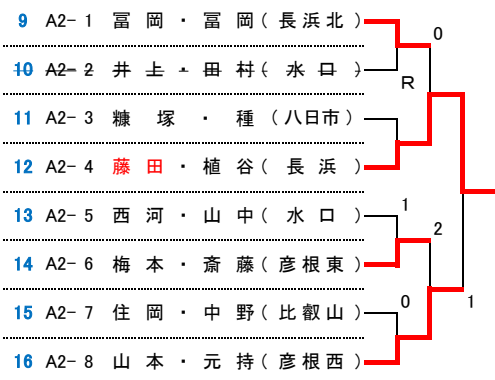 9 A2- 1 冨岡・冨岡(長浜北)
0
10 A2- 2 井上・田村(水口)
R
11 A2- 3 糠塚・種(八日市)
12 A2- 4 藤田・植谷(長浜)
13 A2- 5 西河・山中(水口)
1
2
14 A2- 6 梅本・斎藤(彦根東)
15 A2- 7 住岡・中野(比叡山)
0
1
16 A2- 8 山本・元持(彦根西)